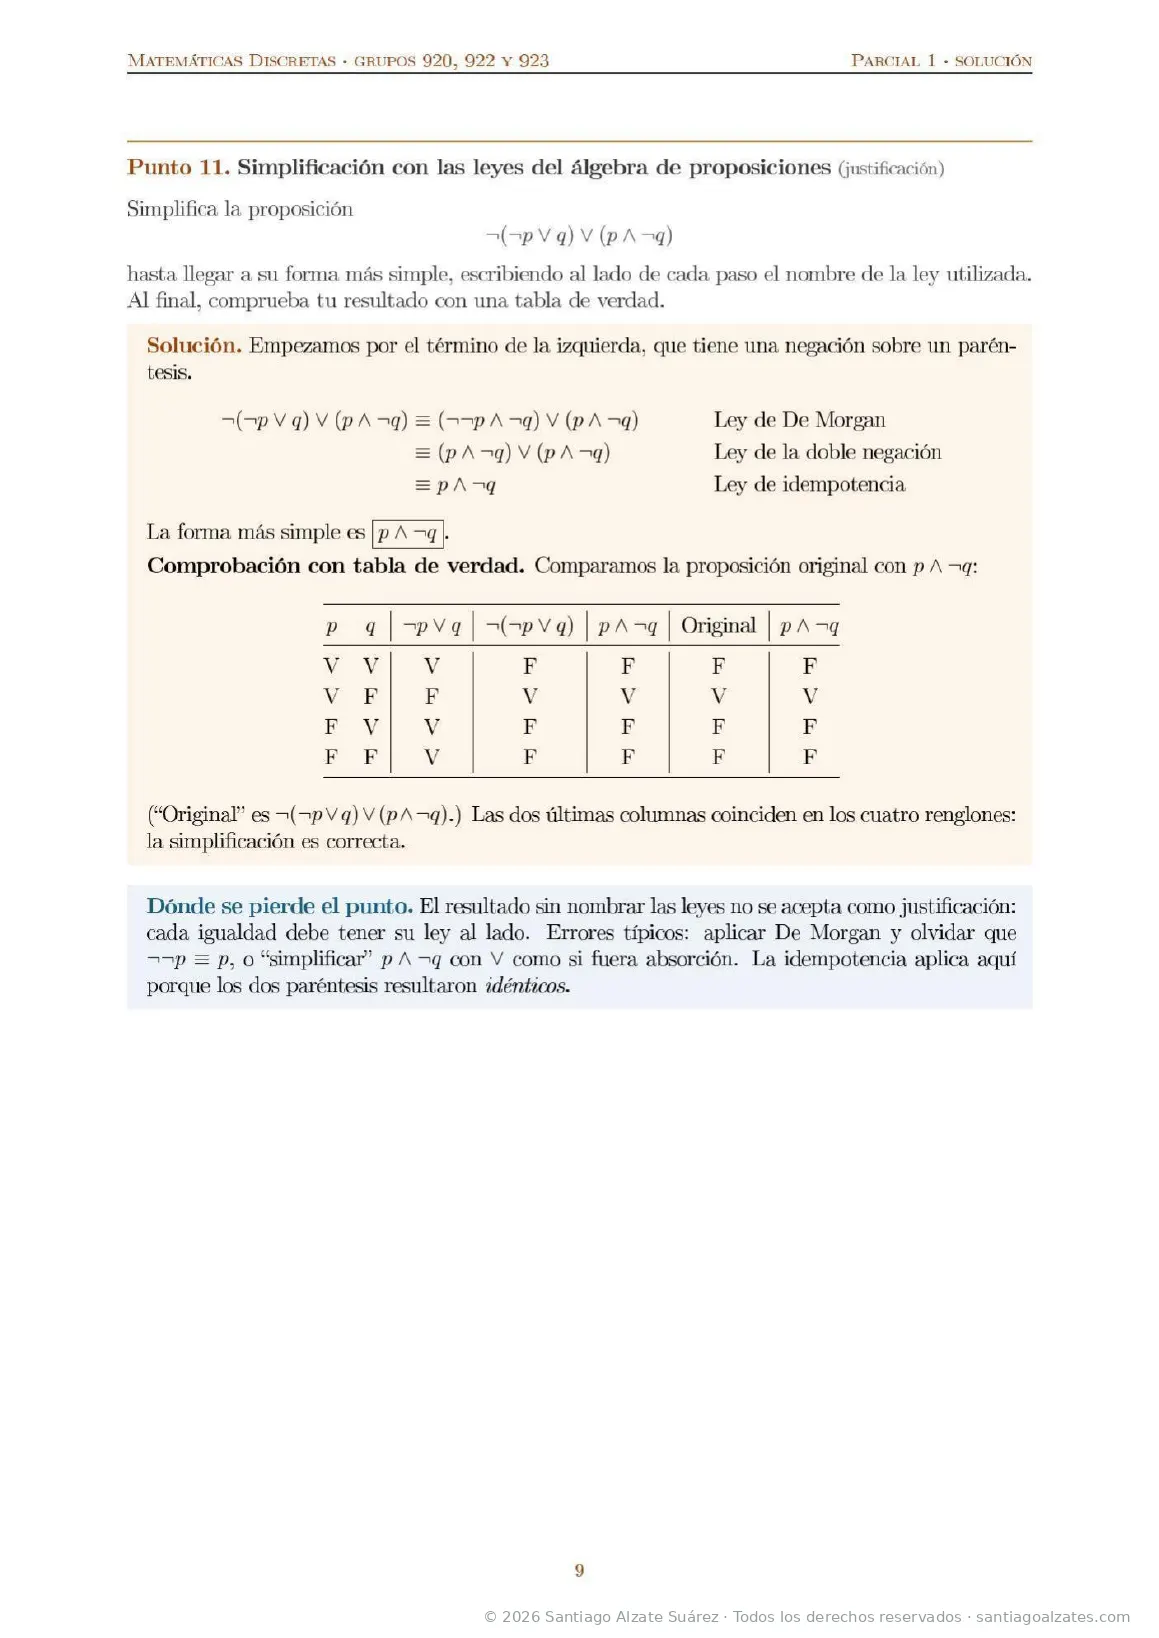 Matemáticas Discretas · grupos 920, 922 y 923 Parcial 1 · solución
Punto 11. Simplificación con las leyes del álgebra de proposiciones (justificación)
Simplifica la proposición
¬(¬p ∨ q) ∨ (p ∧ ¬q)
hasta llegar a su forma más simple, escribiendo al lado de cada paso el nombre de la ley utilizada.
Al final, comprueba tu resultado con una tabla de verdad.
Solución. Empezamos por el término de la izquierda, que tiene una negación sobre un parén-
tesis.
¬(¬p ∨ q) ∨ (p ∧ ¬q) ≡ (¬¬p ∧ ¬q) ∨ (p ∧ ¬q) Ley de De Morgan
≡ (p ∧ ¬q) ∨ (p ∧ ¬q) Ley de la doble negación
≡ p ∧ ¬q Ley de idempotencia
La forma más simple es p ∧ ¬q.
Comprobación con tabla de verdad. Comparamos la proposición original con p ∧ ¬q:
p q ¬p ∨ q ¬(¬p ∨ q) p ∧ ¬q Original p ∧ ¬q
V V V F F F F
V F F V V V V
F V V F F F F
F F V F F F F
(“Original” es ¬(¬p∨q)∨(p∧¬q).) Las dos últimas columnas coinciden en los cuatro renglones:
la simplificación es correcta.
Dónde se pierde el punto. El resultado sin nombrar las leyes no se acepta como justificación:
cada igualdad debe tener su ley al lado. Errores típicos: aplicar De Morgan y olvidar que
¬¬p ≡ p, o “simplificar” p ∧ ¬q con ∨ como si fuera absorción. La idempotencia aplica aquí
porque los dos paréntesis resultaron idénticos.
9
© 2026 Santiago Alzate Suárez · Todos los derechos reservados · santiagoalzates.com